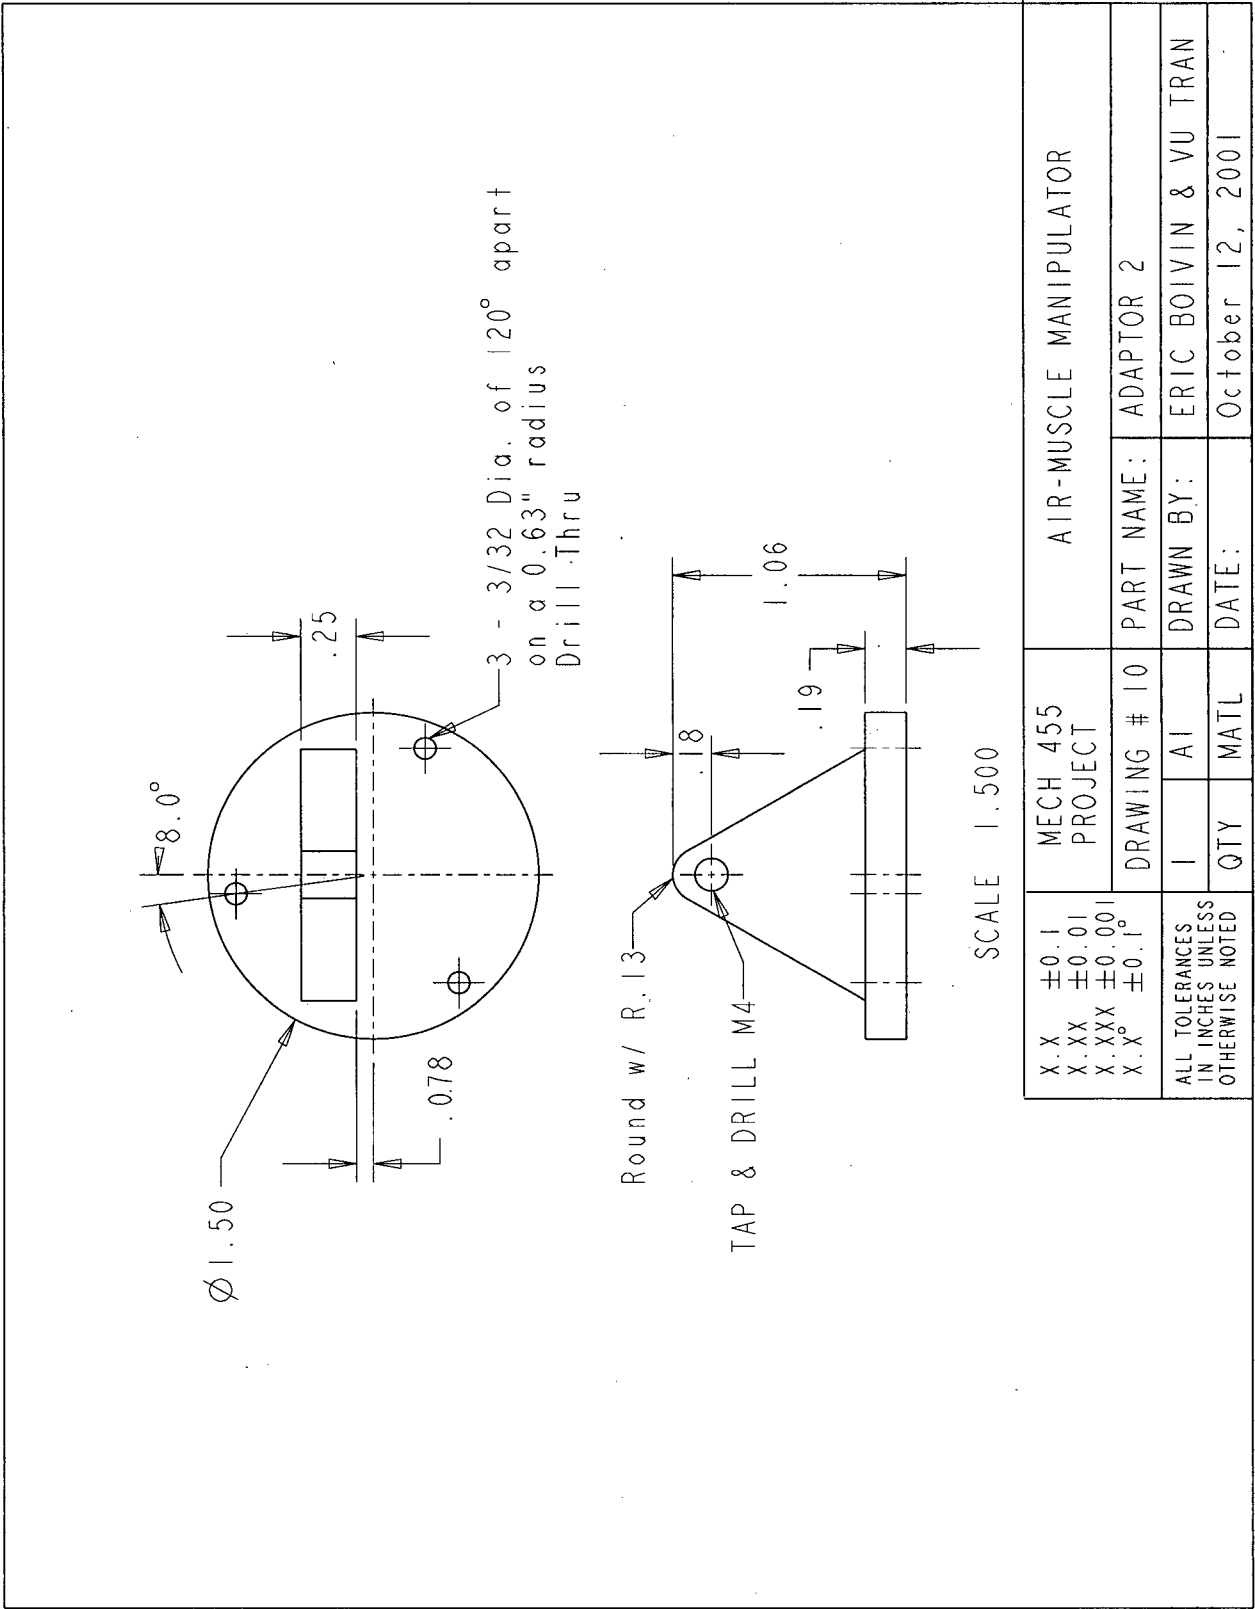 Ø1.50
8.0°
.25
.078
3 - 3/32 Dia. of 120° apart
on a 0.63" radius
Drill Thru
Round w/ R.13
TAP & DRILL M4
.18
.19
1.06
SCALE 1.500
X.X ±0.1
X.XX ±0.01
X.XXX ±0.001
X.X° ±0.1°
ALL TOLERANCES
IN INCHES UNLESS
OTHERWISE NOTED
MECH 455
PROJECT
AIR-MUSCLE MANIPULATOR
DRAWING # 10
PART NAME: ADAPTOR 2
1 Al
DRAWN BY: ERIC BOIVIN & VU TRAN
QTY MATL
DATE: October 12, 2001